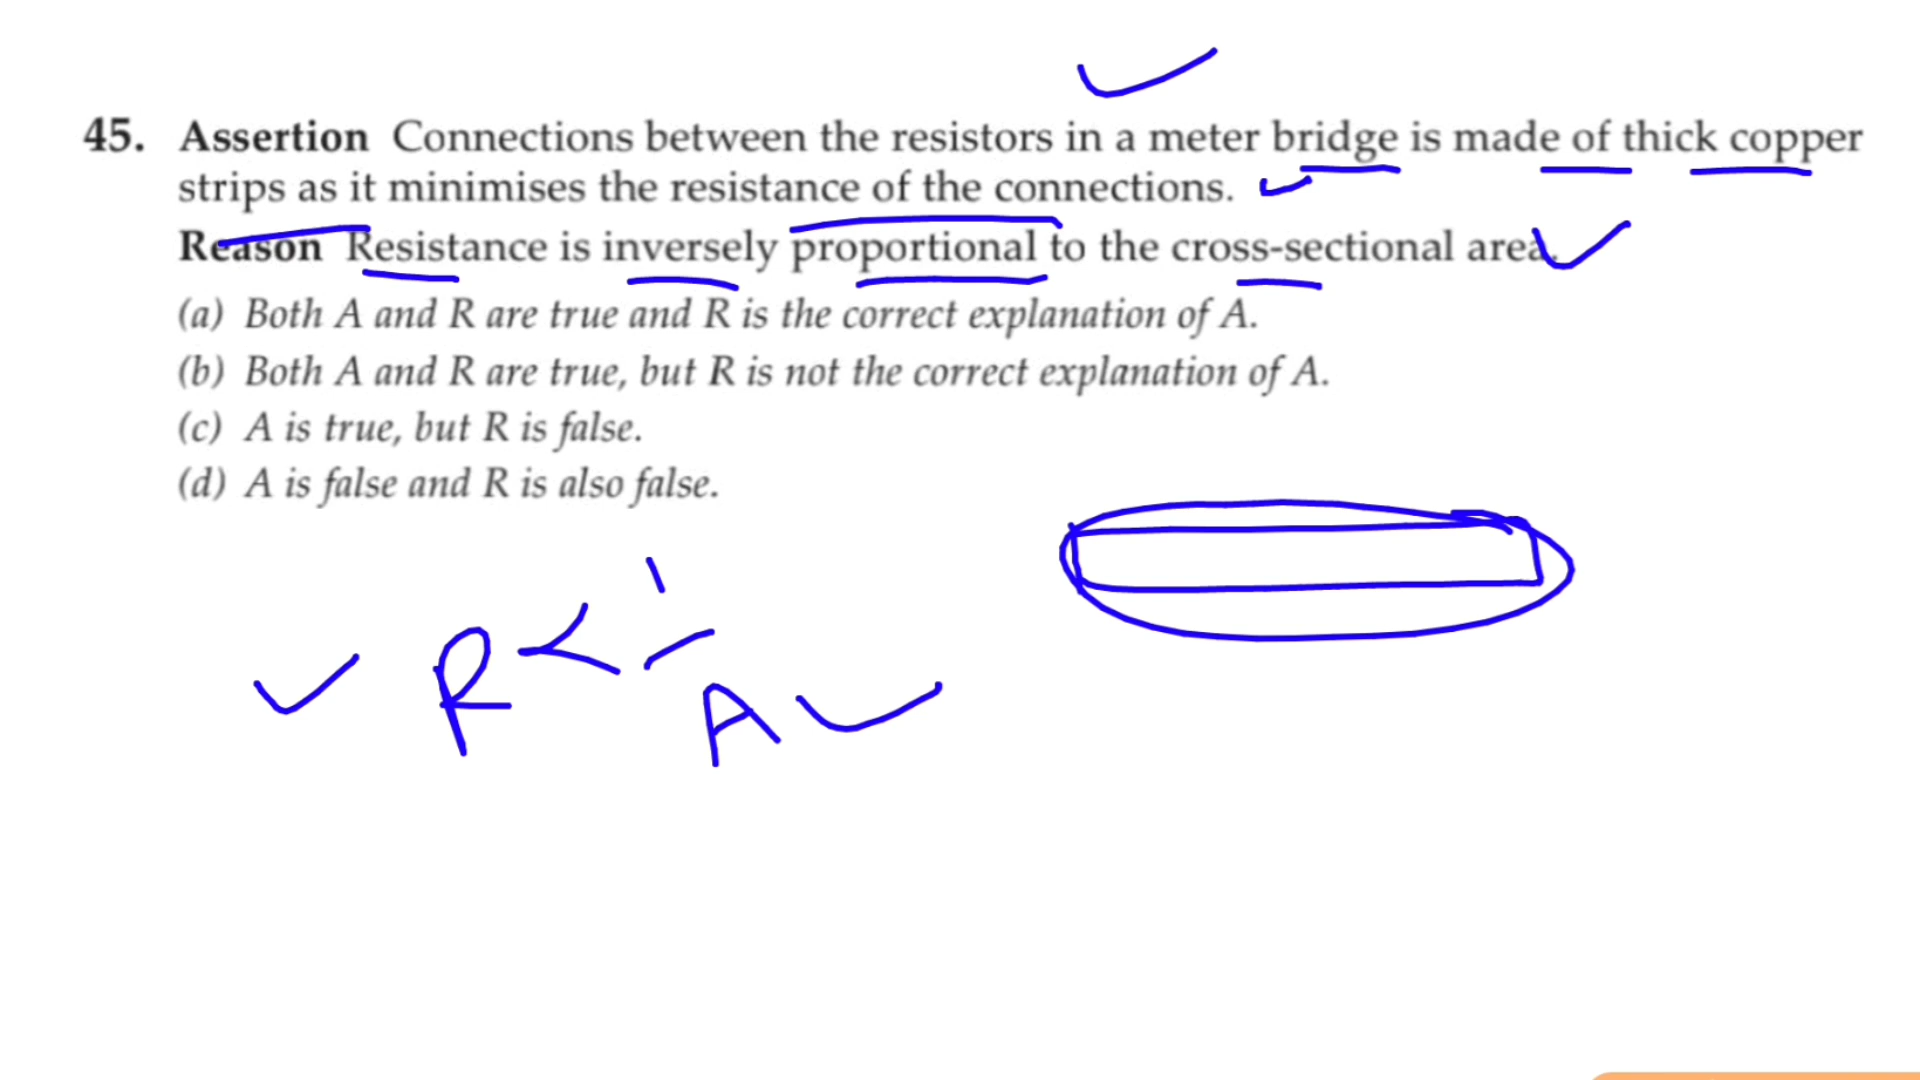 45. Assertion Connections between the resistors in a meter bridge is made of thick copper
strips as it minimises the resistance of the connections.
Reason Resistance is inversely proportional to the cross-sectional area.
(a) Both A and R are true and R is the correct explanation of A.
(b) Both A and R are true, but R is not the correct explanation of A.
(c) A is true, but R is false.
(d) A is false and R is also false.
R ∝ 1/A